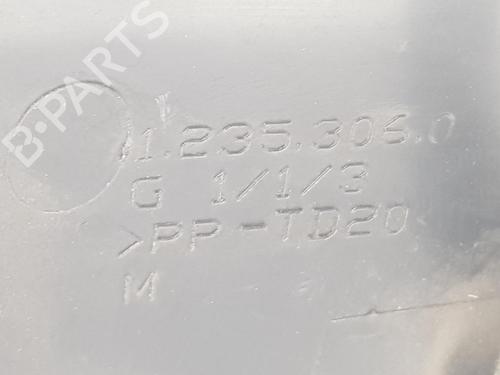 B-PARTS
1.235.306.0
G 1/1/3
>PP-TD20
M